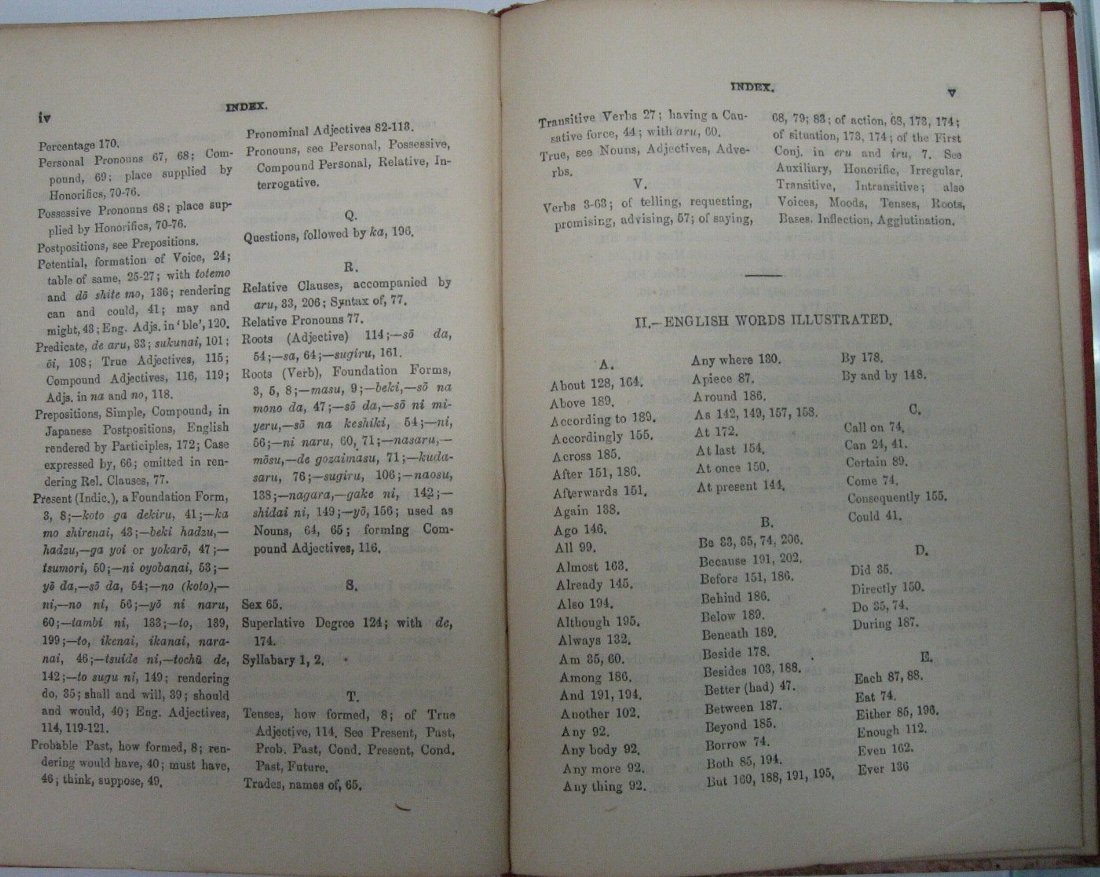 iv
INDEX.
Percentage 170.
Personal Pronouns 67, 68; Com-
pound, 69; place supplied by
Honorifics, 70-76.
Possessive Pronouns 68; place sup-
plied by Honorifics, 70-76.
Postpositions, see Prepositions.
Potential, formation of Voice, 24;
table of same, 25-27; with totemo
and dō shite mo, 136; rendering
can and could, 41; may and
might, 43; Eng. Adjs. in 'ble', 120.
Predicate, de aru, 83; sukunai, 101;
ōi, 108; True Adjectives, 115;
Compound Adjectives, 116, 119;
Adjs. in na and no, 118.
Prepositions, Simple, Compound, in
Japanese Postpositions, English
rendered by Participles, 172; Case
expressed by, 66; omitted in ren-
dering Rel. Clauses, 77.
Present (Indic.), a Foundation Form,
3, 8;—koto ga dekiru, 41;—ka
mo shirenai, 43;—beki hadzu,—
hadzu,—ga yoi or yokarō, 47;—
tsumori, 50;—ni oyobanai, 53;—
yō da,—sō da, 54;—no (koto),—
ni,—no ni, 56;—yō ni naru,
60;—tambi ni, 133;—to, 139,
199;—to, ikenai, ikanai, nara-
nai, 46;—tsuide ni,—tochū de,
142;—to sugu ni, 149; rendering
do, 35; shall and will, 39; should
and would, 40; Eng. Adjectives,
114, 119-121.
Probable Past, how formed, 8; ren-
dering would have, 40; must have,
46; think, suppose, 49.
Pronominal Adjectives 82-113.
Pronouns, see Personal, Possessive,
Compound Personal, Relative, In-
terrogative.
Q.
Questions, followed by ka, 196.
R.
Relative Clauses, accompanied by
aru, 33, 206; Syntax of, 77.
Relative Pronouns 77.
Roots (Adjective) 114;—sō da,
54;—sa, 64;—sugiru, 161.
Roots (Verb), Foundation Forms,
3, 5, 8;—masu, 9;—beki,—sō na
mono da, 47;—sō da,—sō ni mi-
yeru,—sō na keshiki, 54;—ni,
56;—ni naru, 60, 71;—nasaru,—
mōsu,—de gozaimasu, 71;—kuda-
saru, 76;—sugiru, 106;—naosu,
138;—nagara,—gake ni, 142;—
shidai ni, 149;—yō, 156; used as
Nouns, 64, 65; forming Com-
pound Adjectives, 116.
S.
Sex 65.
Superlative Degree 124; with de,
174.
Syllabary 1, 2.
T.
Tenses, how formed, 8; of True
Adjective, 114. See Present, Past,
Prob. Past, Cond. Present, Cond.
Past, Future.
Trades, names of, 65.
INDEX.
v
Transitive Verbs 27; having a Cau-
sative force, 44; with aru, 60.
True, see Nouns, Adjectives, Adve-
rbs.
V.
Verbs 3-63; of telling, requesting,
promising, advising, 57; of saying,
68, 79; 83; of action, 63, 173, 174;
of situation, 173, 174; of the First
Conj. in eru and iru, 7. See
Auxiliary, Honorific, Irregular,
Transitive, Intransitive; also
Voices, Moods, Tenses, Roots,
Bases. Inflection, Agglutination.
II.—ENGLISH WORDS ILLUSTRATED.
A.
About 128, 164.
Above 189.
According to 189.
Accordingly 155.
Across 185.
After 151, 186.
Afterwards 151.
Again 138.
Ago 146.
All 99.
Almost 163.
Already 145.
Also 194.
Although 195.
Always 132.
Am 35, 60.
Among 186.
And 191, 194.
Another 102.
Any 92.
Any body 92.
Any more 92.
Any thing 92.
Any where 130.
Apiece 87.
Around 186.
As 142, 149, 157, 158.
At 172.
At last 154.
At once 150.
At present 144.
B.
Be 33, 35, 74, 206.
Because 191, 202.
Before 151, 186.
Behind 186.
Below 189.
Beneath 189.
Beside 178.
Besides 103, 188.
Better (had) 47.
Between 187.
Beyond 185.
Borrow 74.
Both 85, 194.
But 160, 188, 191, 195.
By 178.
By and by 148.
C.
Call on 74.
Can 24, 41.
Certain 89.
Come 74.
Consequently 155.
Could 41.
D.
Did 35.
Directly 150.
Do 35, 74.
During 187.
E.
Each 87, 88.
Eat 74.
Either 85, 196.
Enough 112.
Even 162.
Ever 136